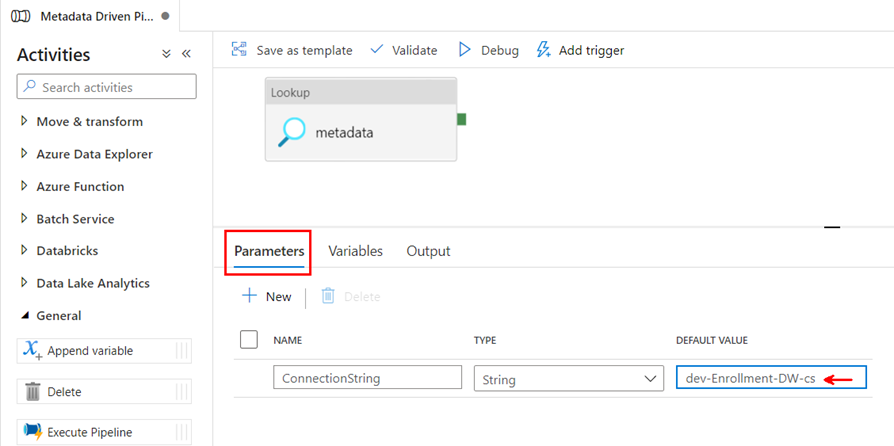 Metadata Driven Pi...
Activities
Search activities
Move & transform
Azure Data Explorer
Azure Function
Batch Service
Databricks
Data Lake Analytics
General
Append variable
Delete
Execute Pipeline
Save as template Validate Debug Add trigger
Lookup
metadata
Parameters Variables Output
New Delete
NAME TYPE DEFAULT VALUE
ConnectionString String dev-Enrollment-DW-cs